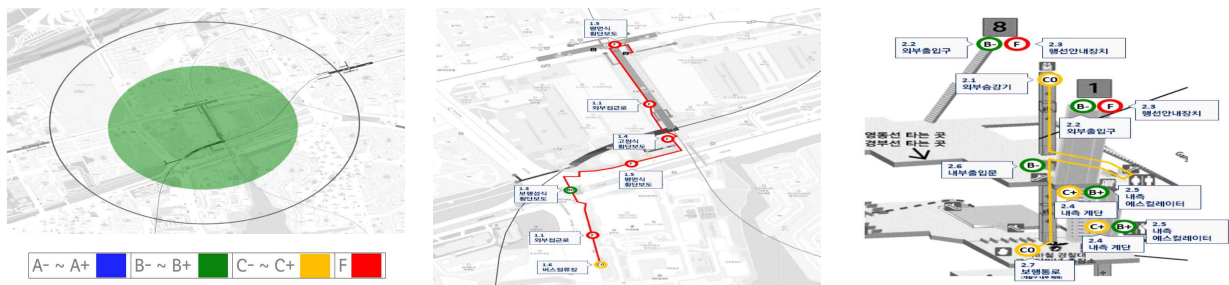 A- ~ A+
B- ~ B+
C- ~ C+
F
1.5
평면식
횡단보도
F
1.1
외부접근로
F
1.4
고원식
횡단보도
F
F
1.5
평면식
횡단보도
1.3
보행섬식
횡단보도
1.1
외부접근로
F
1.6
버스정류장
C0
8
2.2
외부출입구
B-
F
2.3
행선안내장치
2.1
외부승강기
C0
1
B-
F
2.3
행선안내장치
2.2
외부출입구
영동선 타는 곳
경부선 타는 곳
2.6
내부출입문
B-
C+
B+
2.4
내측 계단
2.5
내측
에스컬레이터
C+
B+
2.5
내측
에스컬레이터
2.4
내측 계단
C0
2.7
보행통로